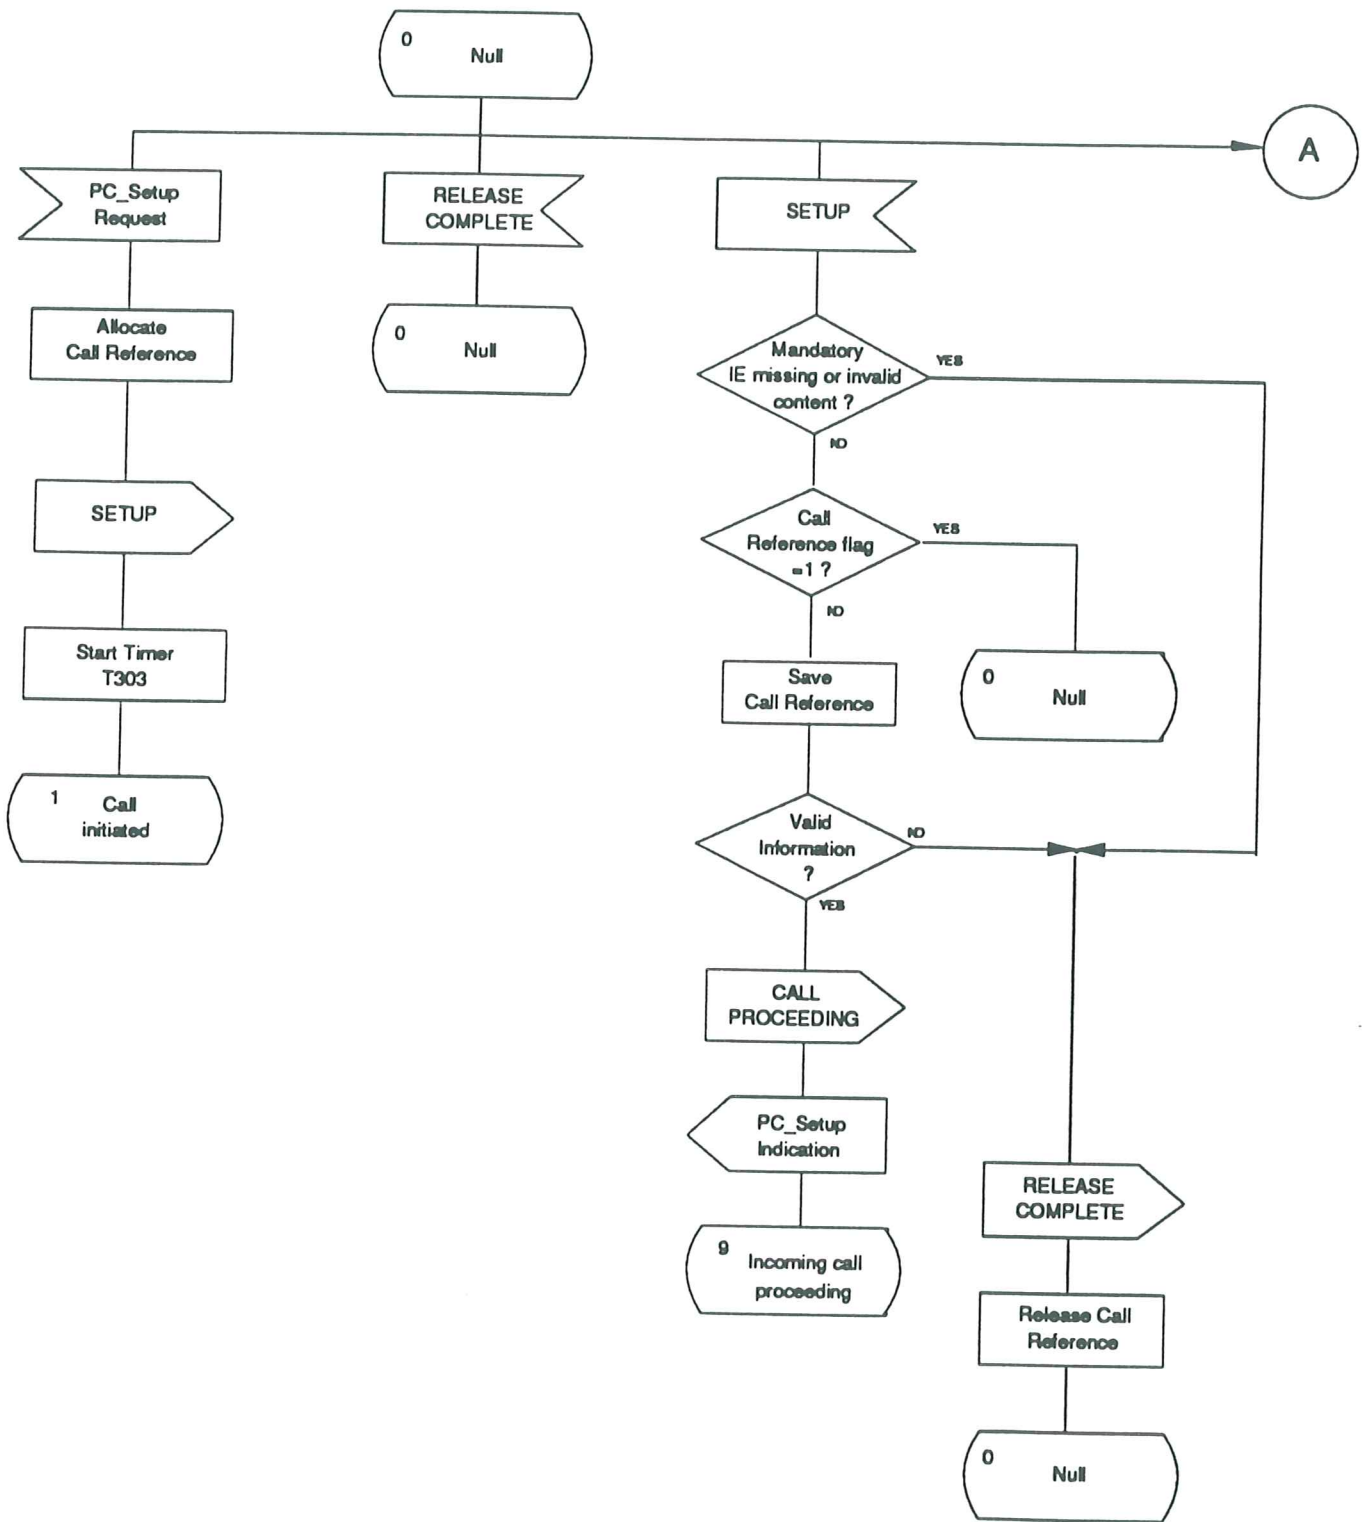 0
Null
A
PC_Setup
Request
RELEASE
COMPLETE
SETUP
Allocate
Call Reference
0
Null
Mandatory
IE missing or invalid
content ?
YES
NO
SETUP
Call
Reference flag
=1 ?
YES
NO
Start Timer
T303
Save
Call Reference
0
Null
1
Call
initiated
Valid
Information
?
NO
YES
CALL
PROCEEDING
PC_Setup
Indication
RELEASE
COMPLETE
9
Incoming call
proceeding
Release Call
Reference
0
Null